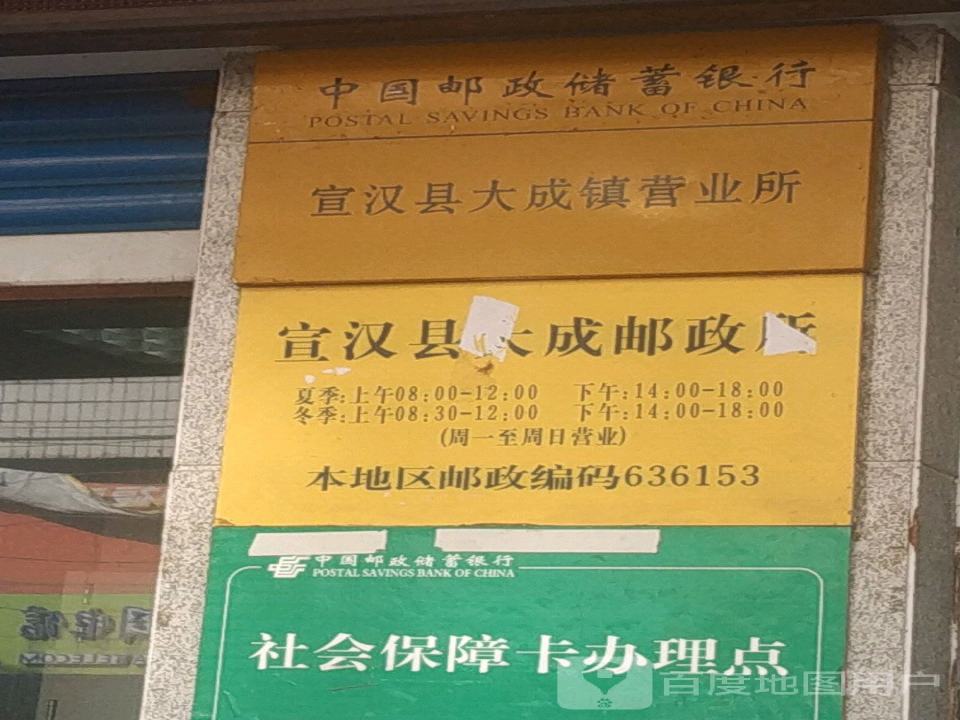 中国邮政储蓄银行
POSTAL SAVINGS BANK OF CHINA
宣汉县大成镇营业所
宣汉县大成邮政所
夏季:上午08:00-12:00 下午:14:00-18:00
冬季:上午08:30-12:00 下午:14:00-18:00
(周一至周日营业)
本地区邮政编码636153
中国邮政储蓄银行
POSTAL SAVINGS BANK OF CHINA
社会保障卡办理点
百度地图用户